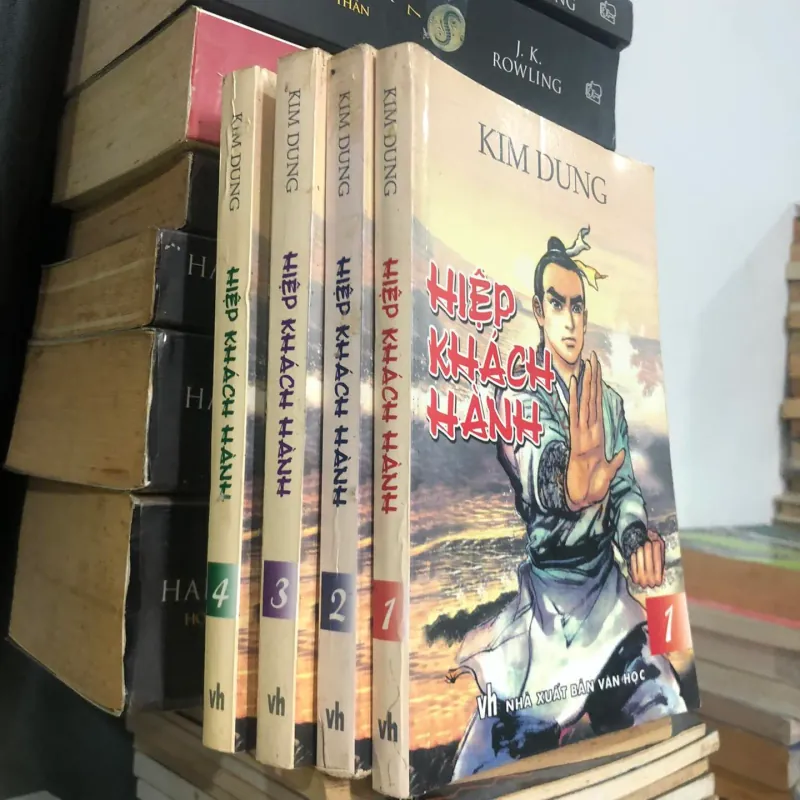 THẦN
7
J. K.
ROWLING
KIM DUNG
HIỆP KHÁCH HÀNH
4
vh
KIM DUNG
HIỆP KHÁCH HÀNH
3
vh
KIM DUNG
HIỆP KHÁCH HÀNH
2
vh
KIM DUNG
HIỆP KHÁCH HÀNH
1
vh
KIM DUNG
HIỆP
KHÁCH
HÀNH
1
vh NHÀ XUẤT BẢN VĂN HỌC